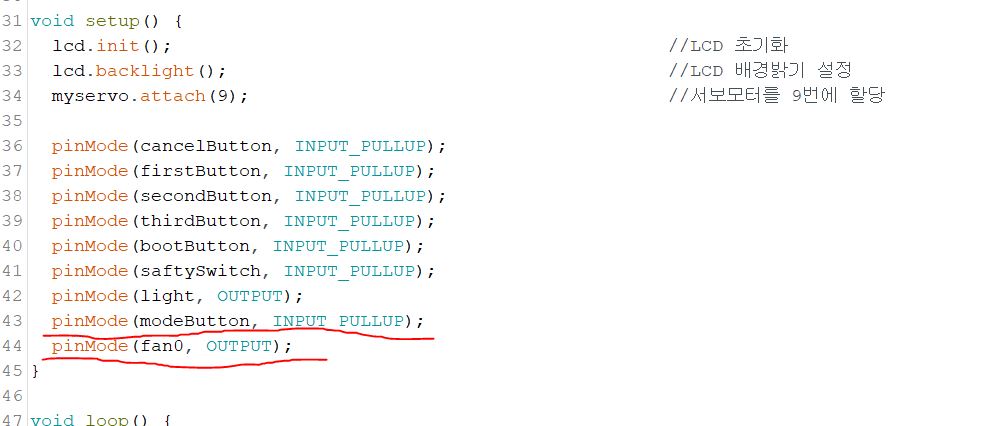 31 void setup() {
32 lcd.init(); //LCD 초기화
33 lcd.backlight(); //LCD 배경밝기 설정
34 myservo.attach(9); //서보모터를 9번에 할당
35
36 pinMode(cancelButton, INPUT_PULLUP);
37 pinMode(firstButton, INPUT_PULLUP);
38 pinMode(secondButton, INPUT_PULLUP);
39 pinMode(thirdButton, INPUT_PULLUP);
40 pinMode(bootButton, INPUT_PULLUP);
41 pinMode(saftySwitch, INPUT_PULLUP);
42 pinMode(light, OUTPUT);
43 pinMode(modeButton, INPUT_PULLUP);
44 pinMode(fan0, OUTPUT);
45 }
46
47 void loop() {